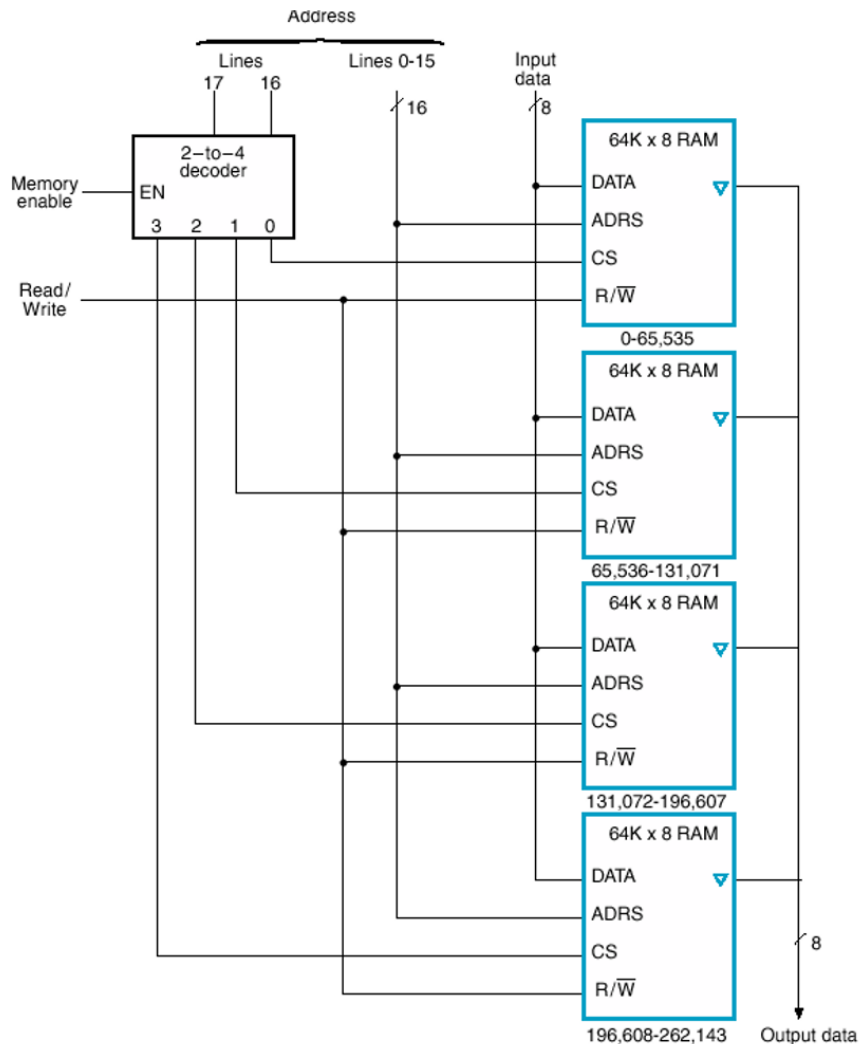 Address
Lines
Lines 0-15
Input
data
17
16
16
8
2-to-4
decoder
Memory
enable
EN
3 2 1 0
Read/
Write
64K x 8 RAM
DATA
ADRS
CS
R/W̅
0-65,535
64K x 8 RAM
DATA
ADRS
CS
R/W̅
65,536-131,071
64K x 8 RAM
DATA
ADRS
CS
R/W̅
131,072-196,607
64K x 8 RAM
DATA
ADRS
CS
R/W̅
196,608-262,143
8
Output data